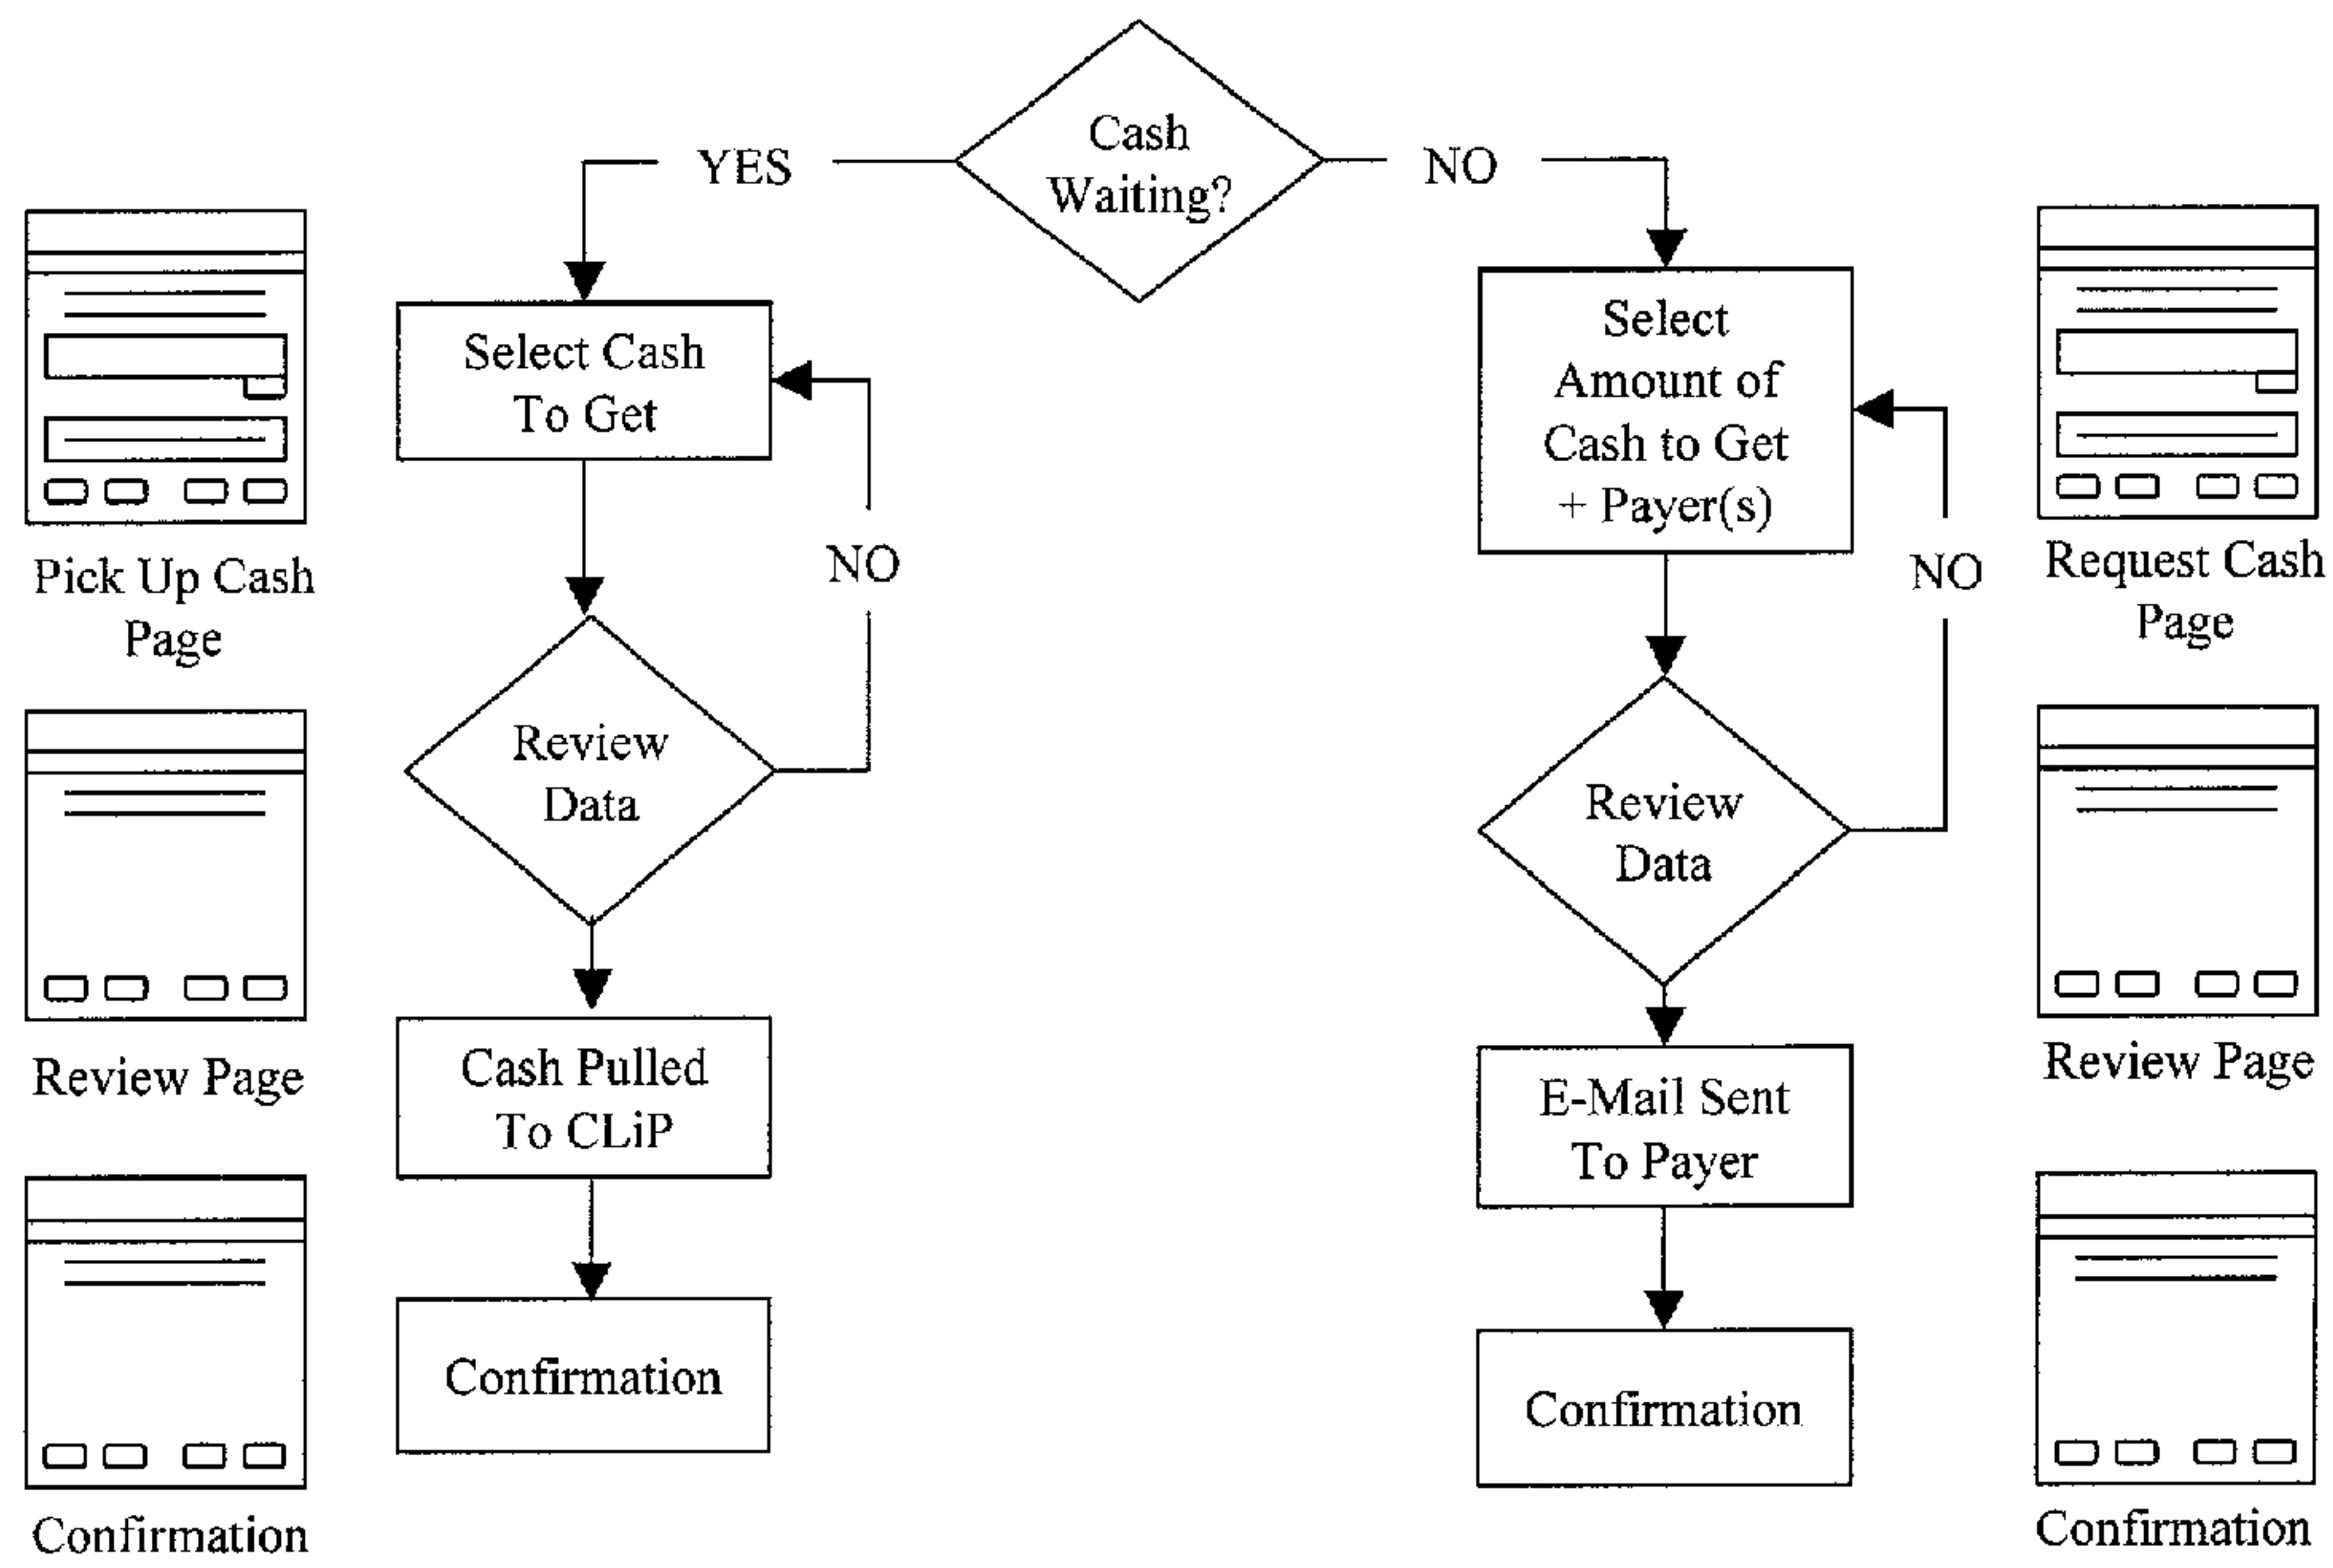 Cash
Waiting?
YES
NO
Select Cash
To Get
Select
Amount of
Cash to Get
+ Payer(s)
Pick Up Cash
Page
NO
NO
Request Cash
Page
Review
Data
Review
Data
Review Page
Cash Pulled
To CLiP
E-Mail Sent
To Payer
Review Page
Confirmation
Confirmation
Confirmation
Confirmation